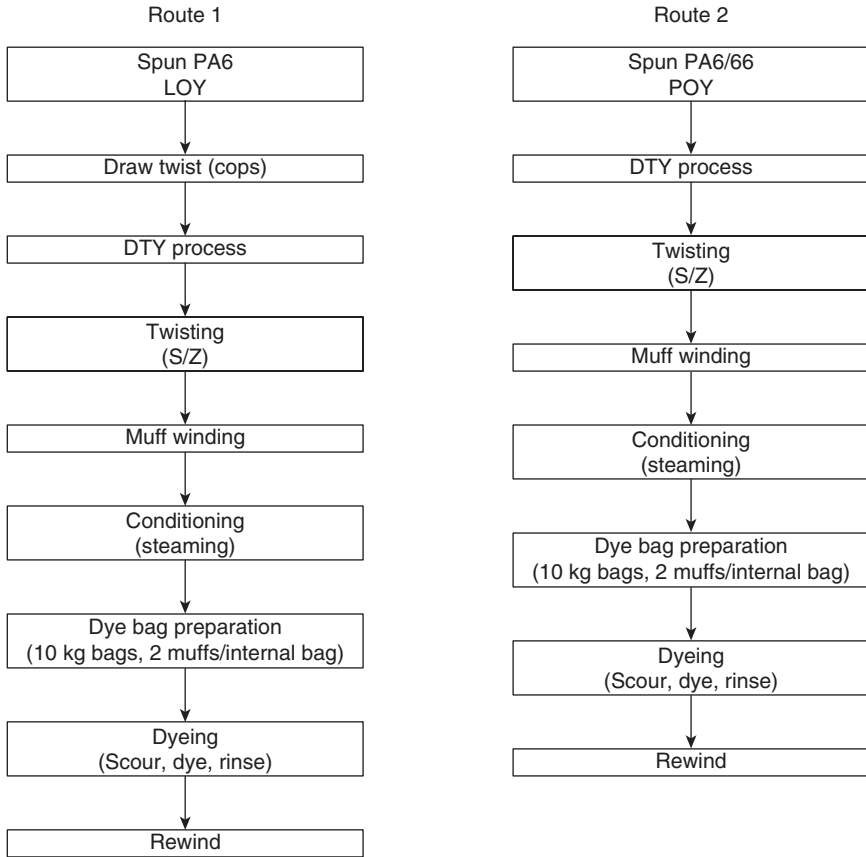 Route 1
Spun PA6
LOY
Draw twist (cops)
DTY process
Twisting
(S/Z)
Muff winding
Conditioning
(steaming)
Dye bag preparation
(10 kg bags, 2 muffs/internal bag)
Dyeing
(Scour, dye, rinse)
Rewind
Route 2
Spun PA6/66
POY
DTY process
Twisting
(S/Z)
Muff winding
Conditioning
(steaming)
Dye bag preparation
(10 kg bags, 2 muffs/internal bag)
Dyeing
(Scour, dye, rinse)
Rewind